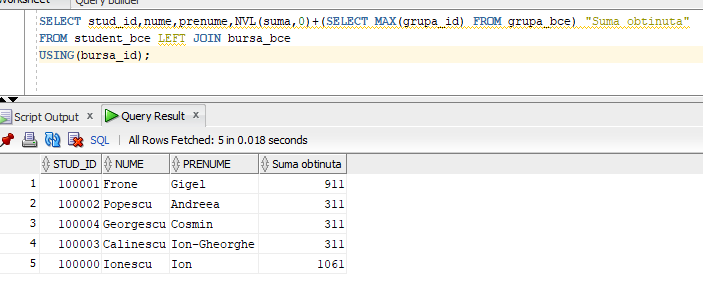 Worksheet Query Builder
SELECT stud_id,nume,prenume,NVL(suma,0)+(SELECT MAX(grupa_id) FROM grupa_bce) "Suma obtinuta"
FROM student_bce LEFT JOIN bursa_bce
USING(bursa_id);
Script Output x Query Result x
SQL | All Rows Fetched: 5 in 0.018 seconds
STUD_ID NUME PRENUME Suma obtinuta
1 100001 Frone Gigel 911
2 100002 Popescu Andreea 311
3 100004 Georgescu Cosmin 311
4 100003 Calinescu Ion-Gheorghe 311
5 100000 Ionescu Ion 1061